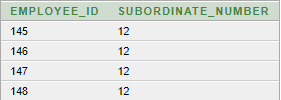 EMPLOYEE_ID SUBORDINATE_NUMBER
145 12
146 12
147 12
148 12